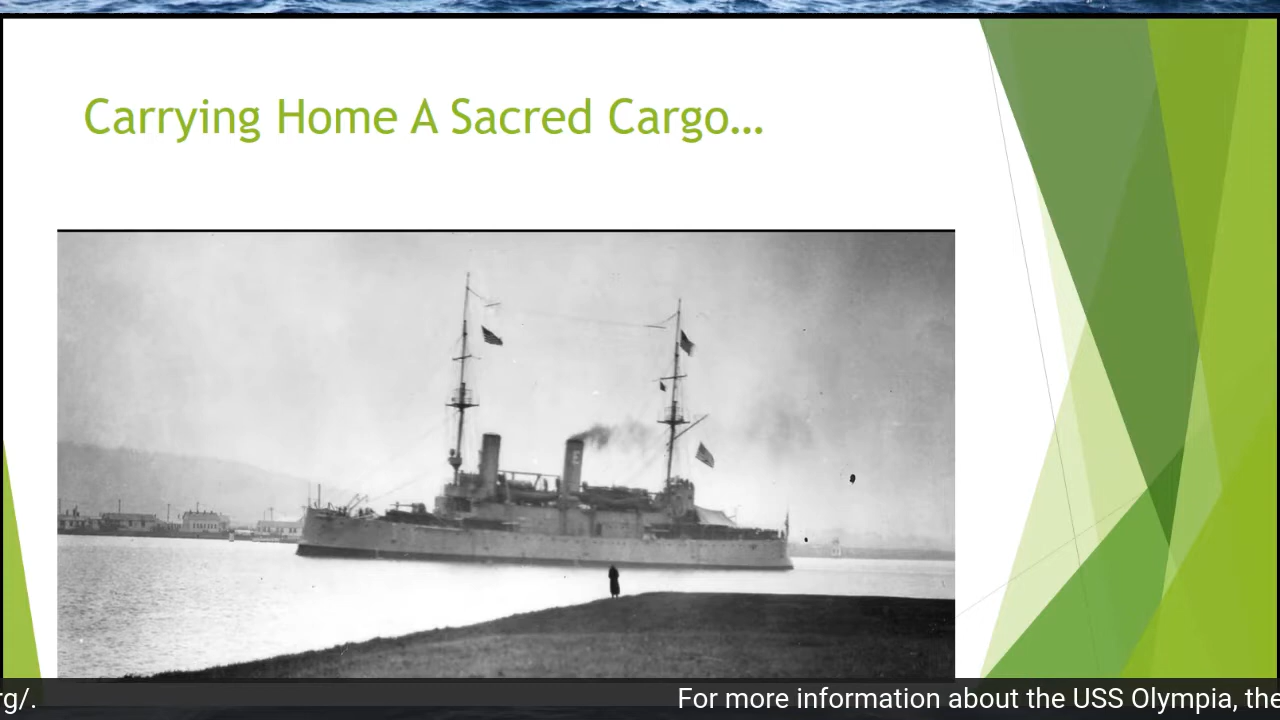 Carrying Home A Sacred Cargo…
rg/. For more information about the USS Olympia, the